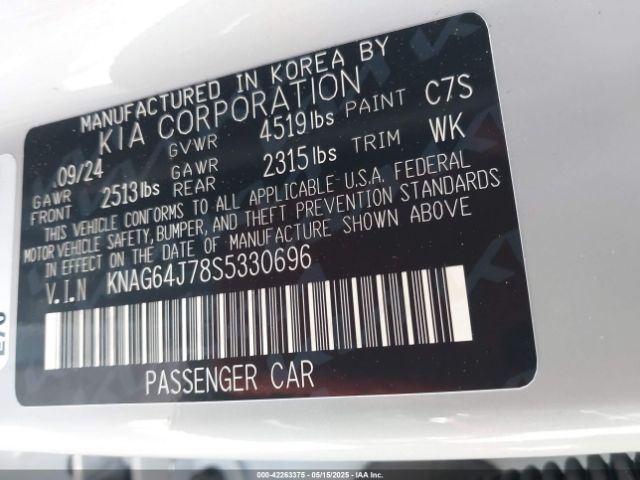 MANUFACTURED IN KOREA BY
KIA CORPORATION
09/24 GVWR 4519 lbs PAINT C7S
GAWR FRONT 2513 lbs GAWR REAR 2315 lbs TRIM WK
THIS VEHICLE CONFORMS TO ALL APPLICABLE U.S.A. FEDERAL
MOTOR VEHICLE SAFETY, BUMPER, AND THEFT PREVENTION STANDARDS
IN EFFECT ON THE DATE OF MANUFACTURE SHOWN ABOVE
V.I.N KNAG64J78S5330696
PASSENGER CAR
E70
000-42263375 - 05/15/2025 - IAA Inc.